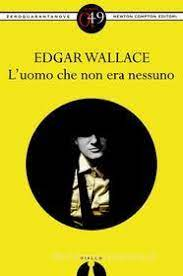 ZEROQUARANTANOVE
0,49
NEWTON COMPTON EDITORI
EDGAR WALLACE
L'uomo che non era nessuno
GIALLO